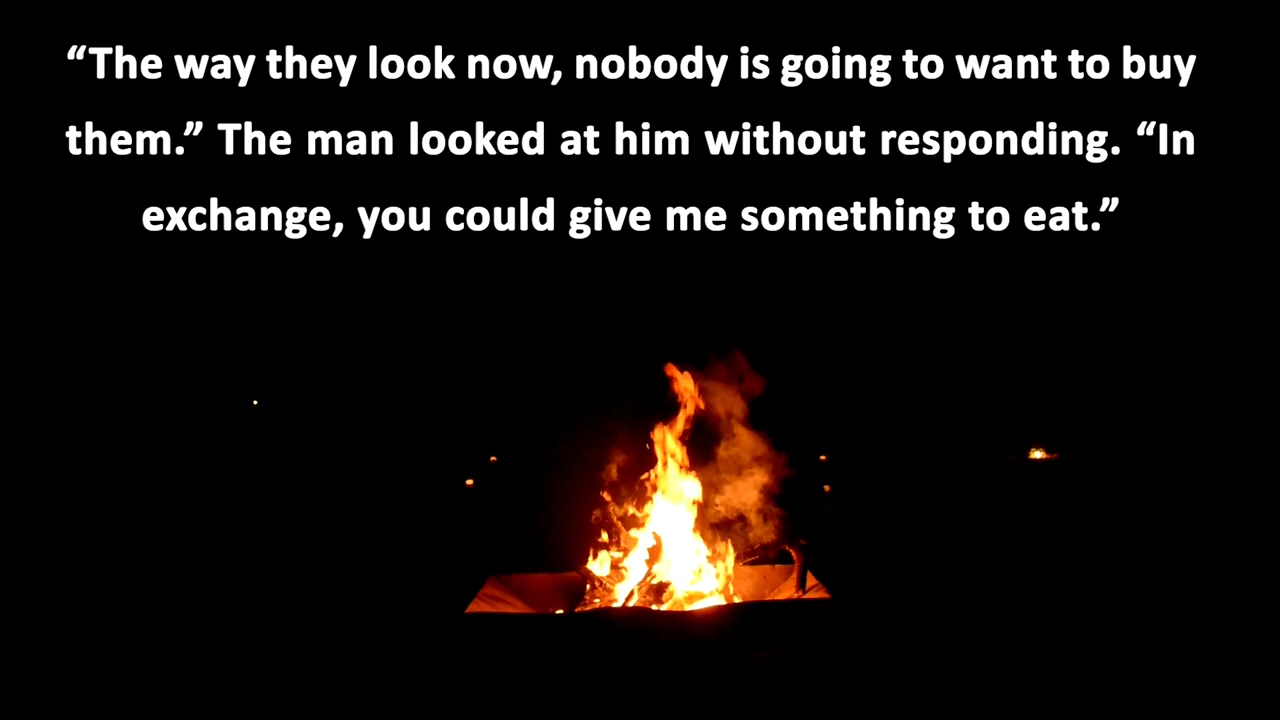 “The way they look now, nobody is going to want to buy
them.” The man looked at him without responding. “In
exchange, you could give me something to eat.”